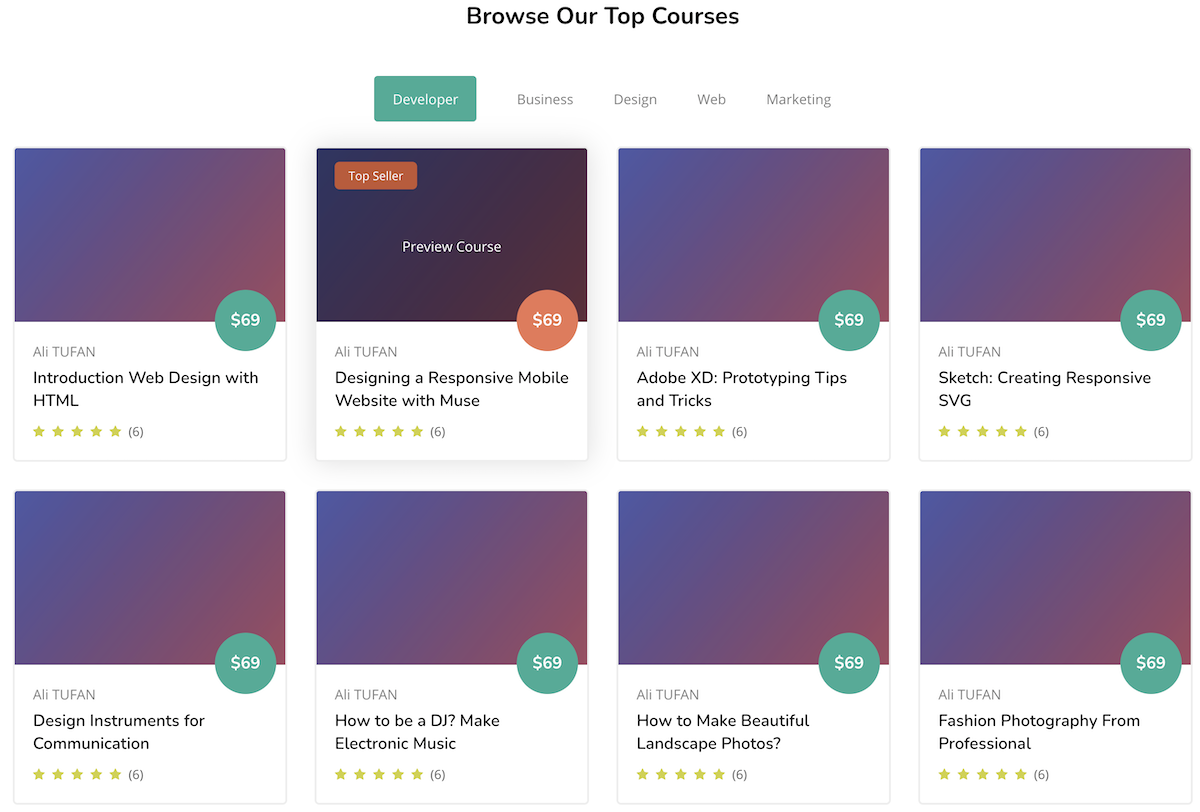 Browse Our Top Courses
Developer Business Design Web Marketing
Top Seller
Preview Course
$69 $69 $69 $69
Ali TUFAN
Introduction Web Design with
HTML
(6)
Ali TUFAN
Designing a Responsive Mobile
Website with Muse
(6)
Ali TUFAN
Adobe XD: Prototyping Tips
and Tricks
(6)
Ali TUFAN
Sketch: Creating Responsive
SVG
(6)
$69 $69 $69 $69
Ali TUFAN
Design Instruments for
Communication
(6)
Ali TUFAN
How to be a DJ? Make
Electronic Music
(6)
Ali TUFAN
How to Make Beautiful
Landscape Photos?
(6)
Ali TUFAN
Fashion Photography From
Professional
(6)